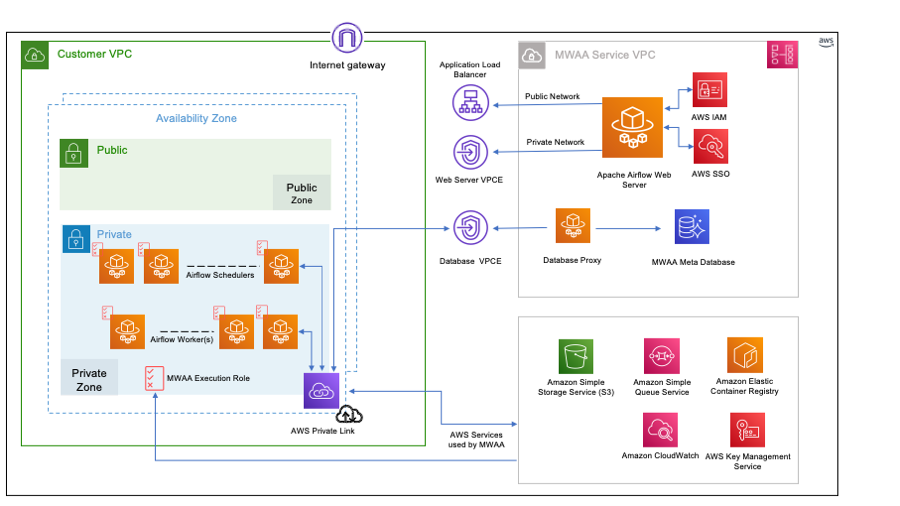 aws
Customer VPC
Internet gateway
Availability Zone
Public
Public
Zone
Private
Airflow Schedulers
Airflow Worker(s)
Private
Zone
MWAA Execution Role
AWS Private Link
Application Load
Balancer
Public Network
Private Network
Web Server VPCE
Database VPCE
AWS Services
used by MWAA
MWAA Service VPC
Apache Airflow Web
Server
AWS IAM
AWS SSO
Database Proxy
MWAA Meta Database
Amazon Simple
Storage Service (S3)
Amazon Simple
Queue Service
Amazon Elastic
Container Registry
Amazon CloudWatch
AWS Key Management
Service